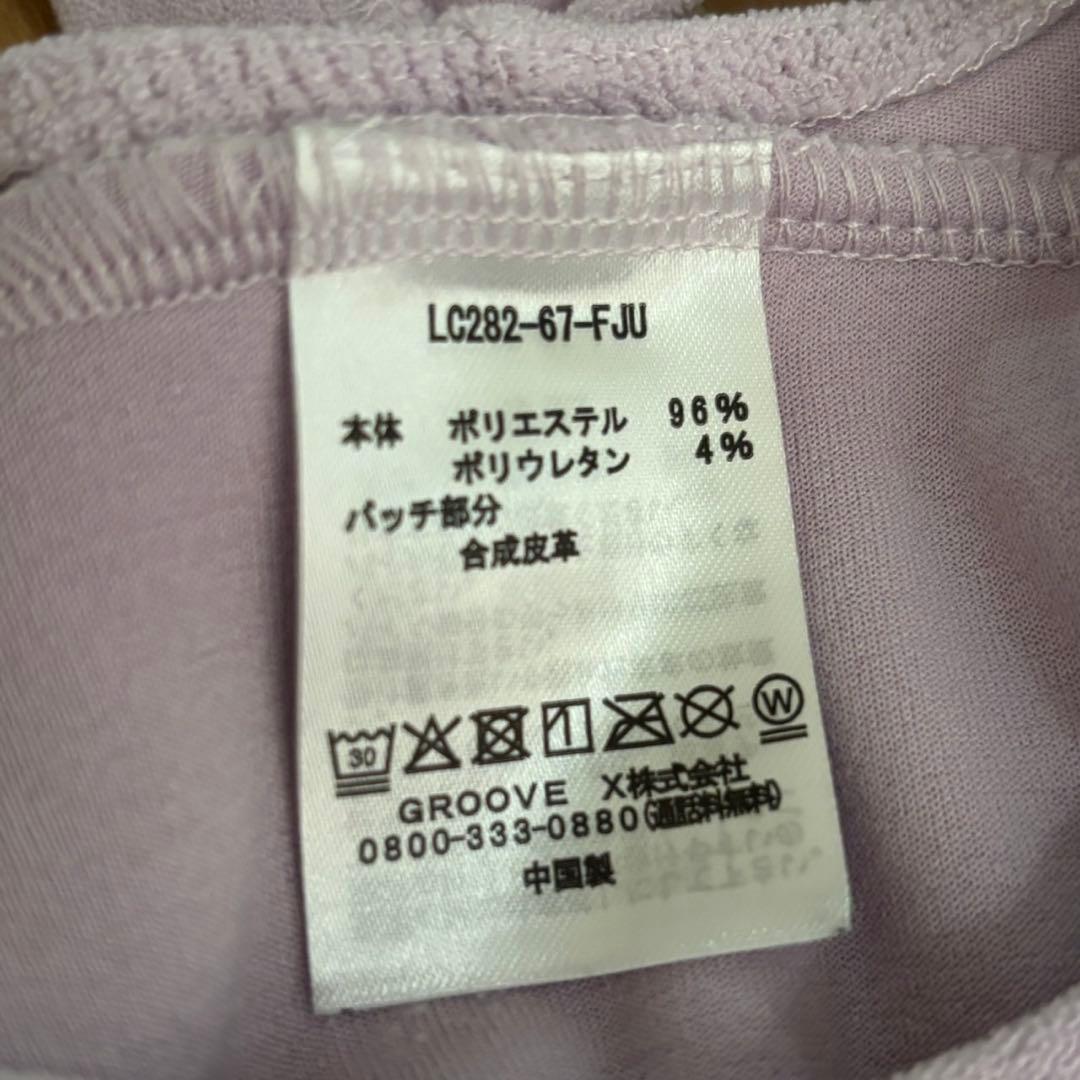 LC282-67-FJU
本体 ポリエステル 96%
ポリウレタン 4%
パッチ部分
合成皮革
30
W
GROOVE X株式会社
0800-333-0880(通話料無料)
中国製